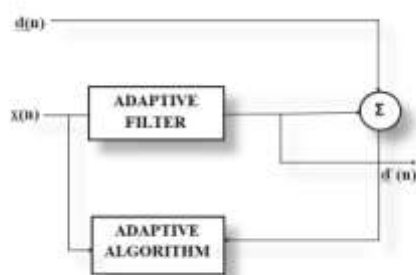 d(n)
ADAPTIVE
FILTER
x(n)
Σ
d (n)
ADAPTIVE
ALGORITHM